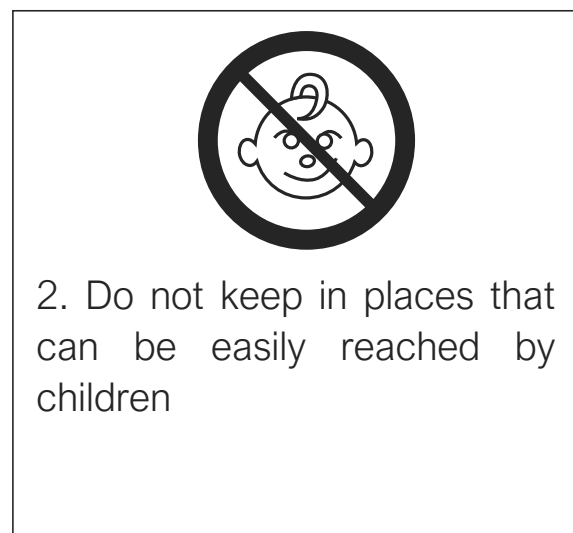 2. Do not keep in places that
can be easily reached by
children